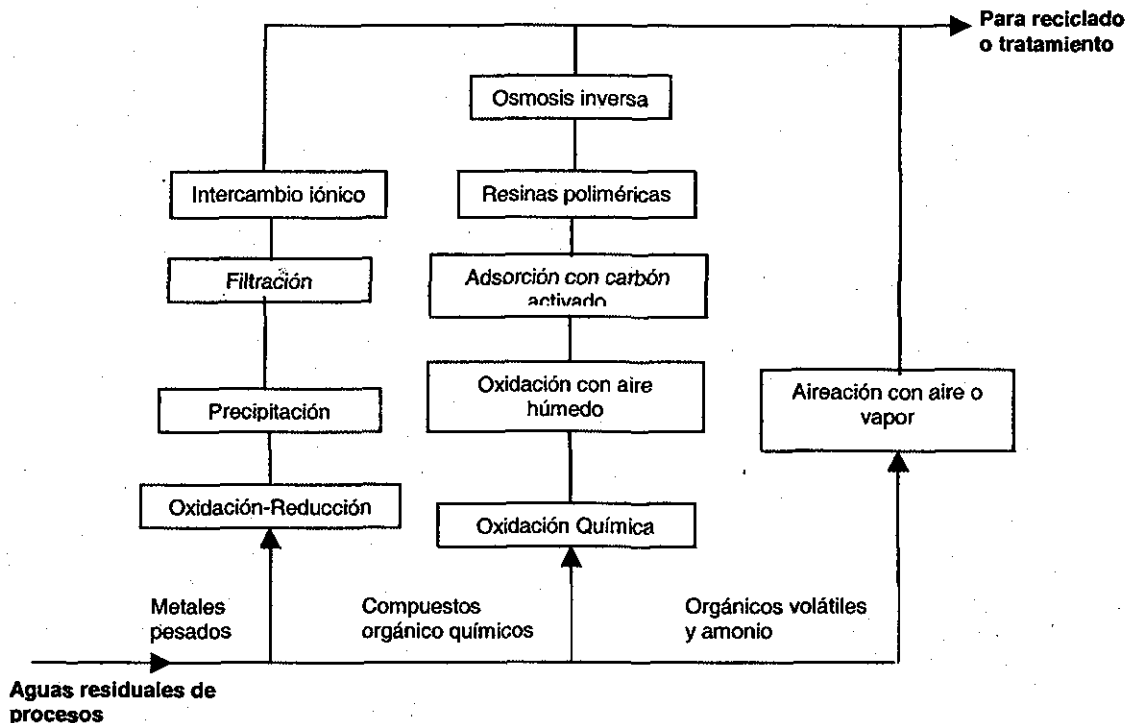 Para reciclado
o tratamiento
Osmosis inversa
Intercambio iónico
Resinas poliméricas
Filtración
Adsorción con carbón
activado
Oxidación con aire
húmedo
Aireación con aire o
vapor
Precipitación
Oxidación-Reducción
Oxidación Química
Metales
pesados
Compuestos
orgánico químicos
Orgánicos volátiles
y amonio
Aguas residuales de
procesos